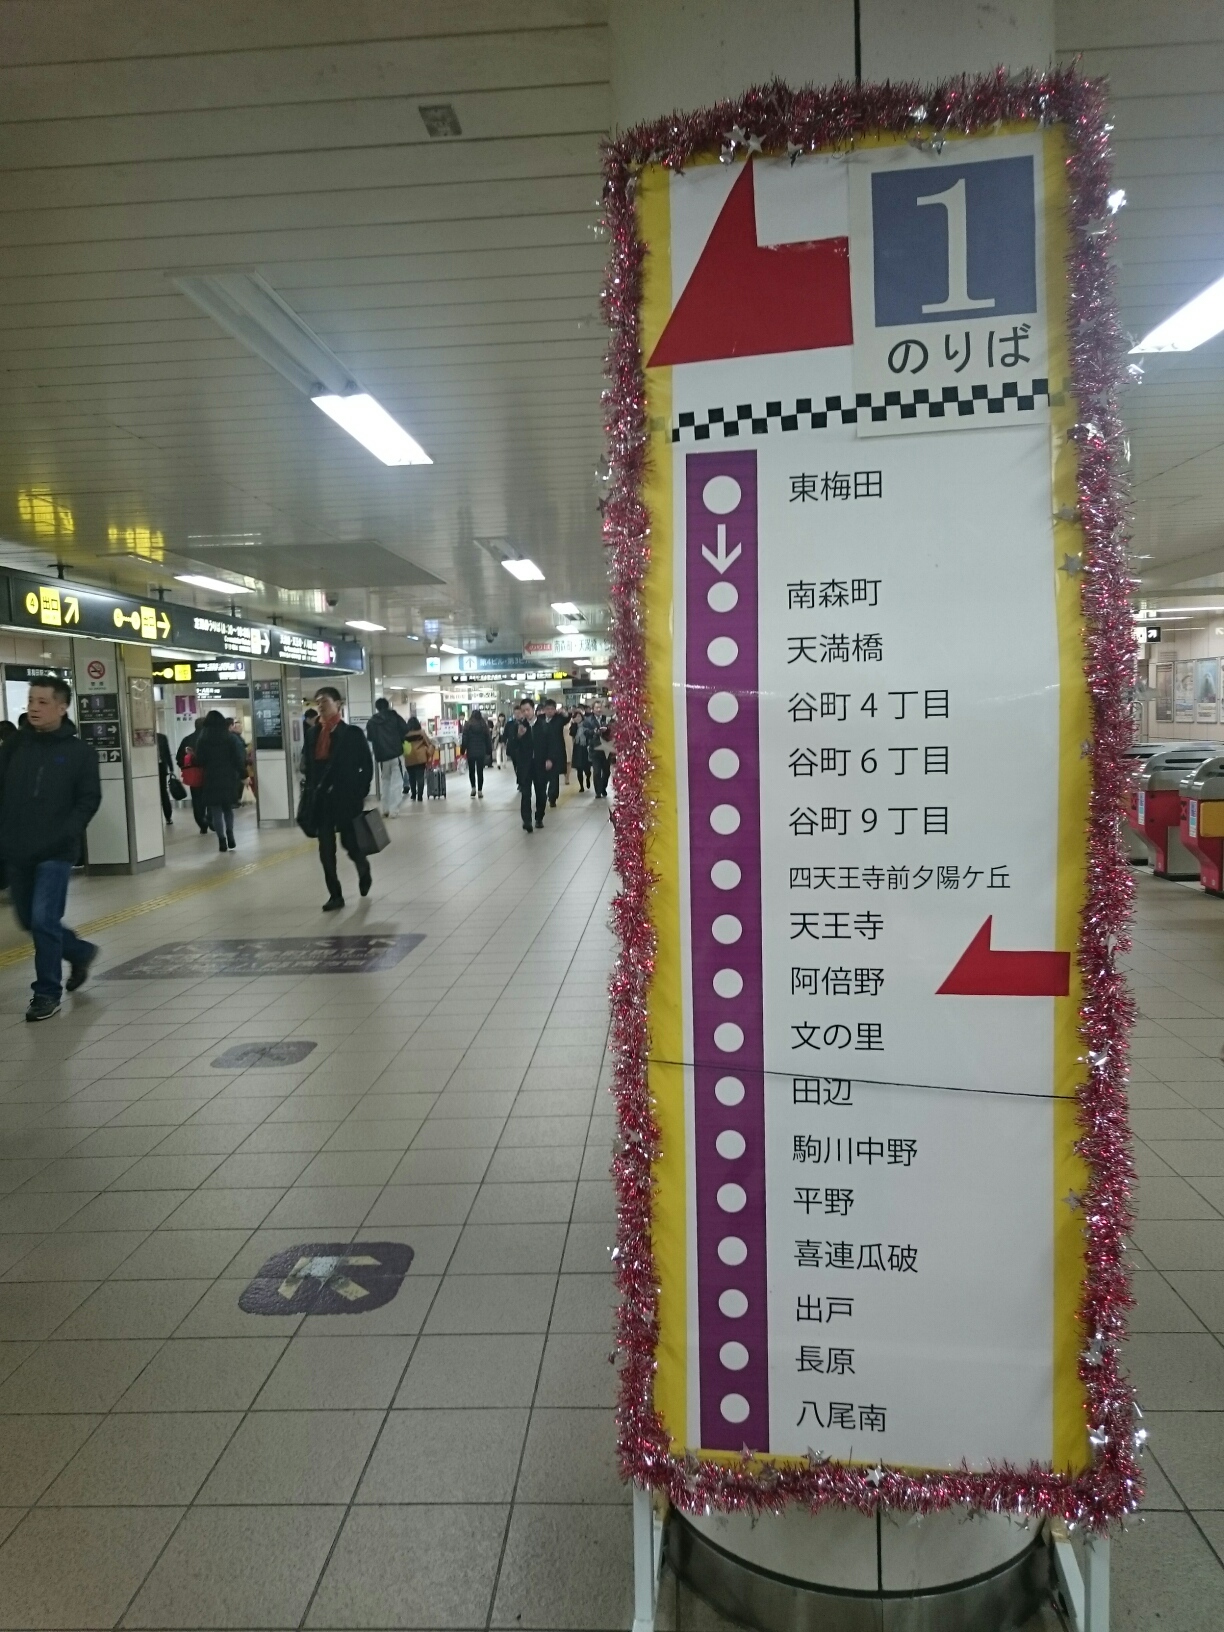 1
のりば
東梅田
南森町
天満橋
谷町4丁目
谷町6丁目
谷町9丁目
四天王寺前夕陽ケ丘
天王寺
阿倍野
文の里
田辺
駒川中野
平野
喜連瓜破
出戸
長原
八尾南
出口